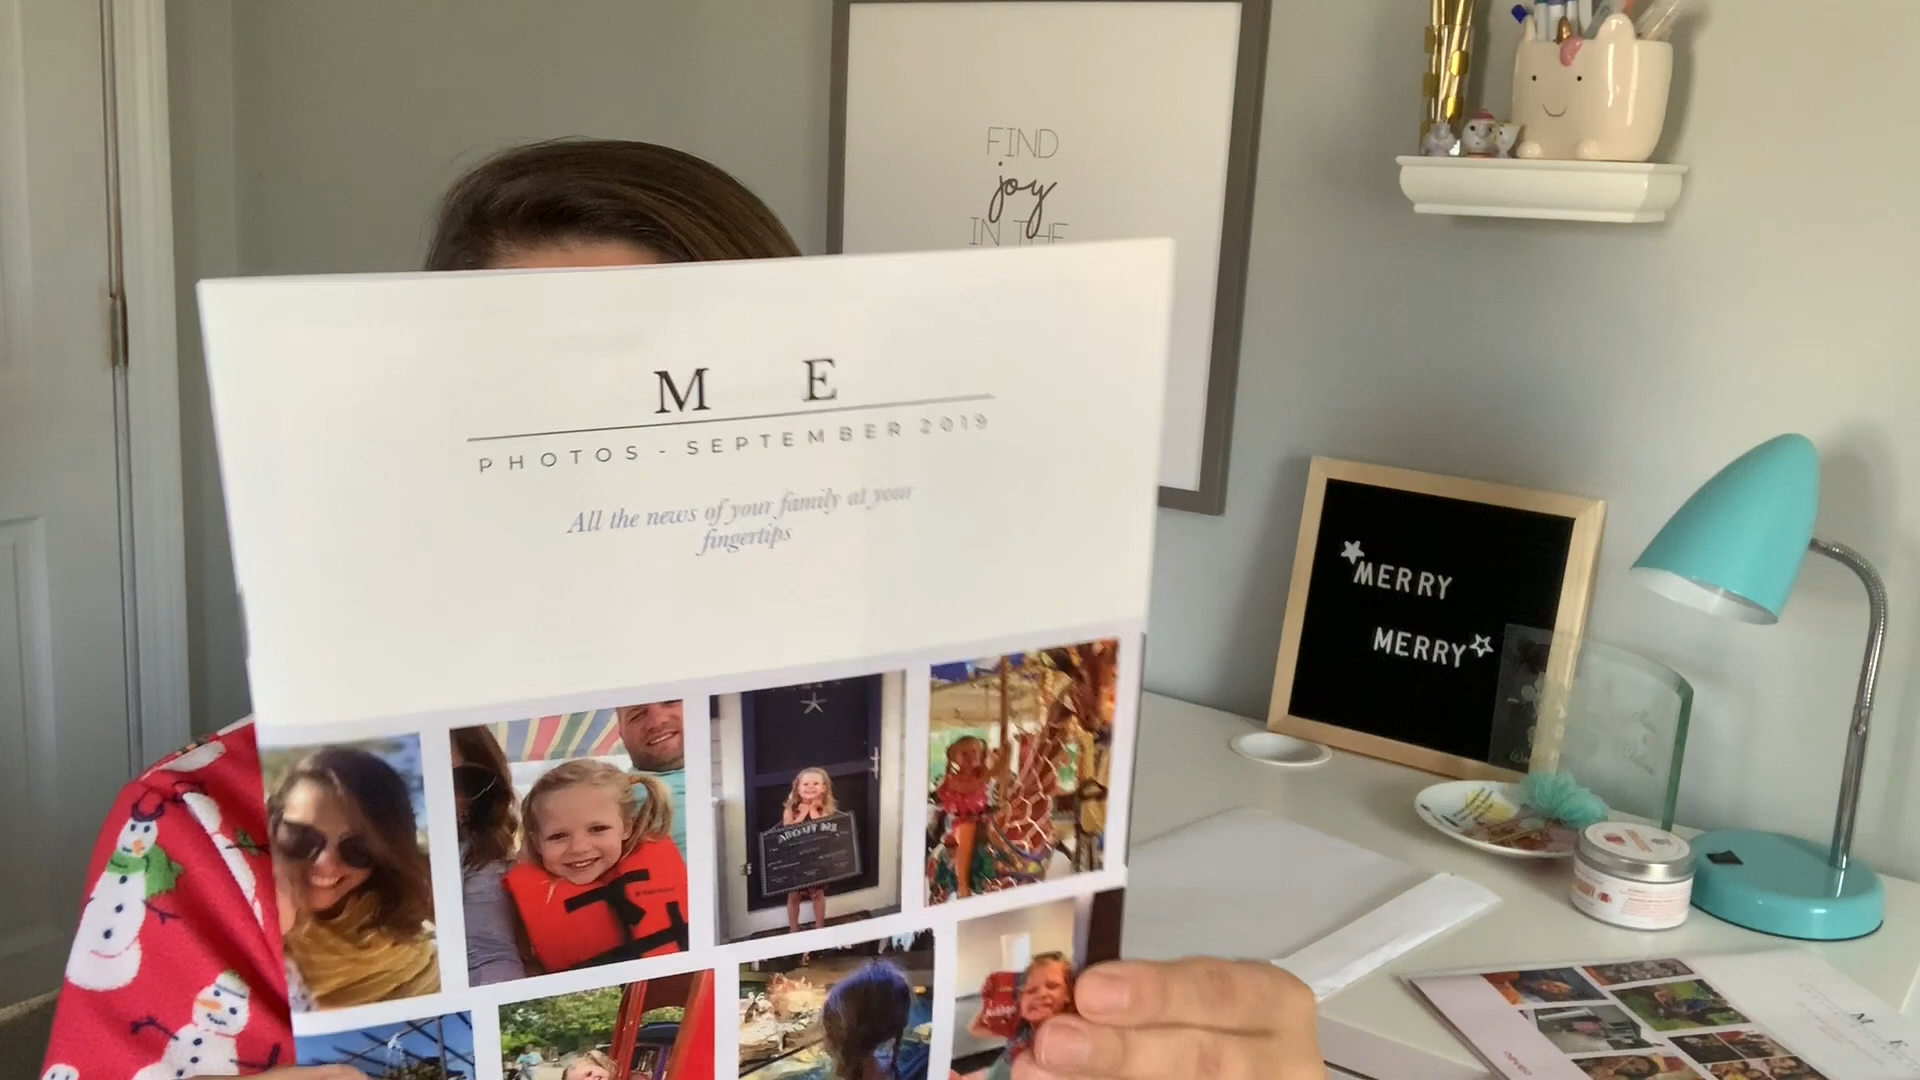 FIND
joy
IN THE
M E
PHOTOS - SEPTEMBER 2019
All the news of your family at your
fingertips
MERRY
MERRY
ABOUT ME
M E